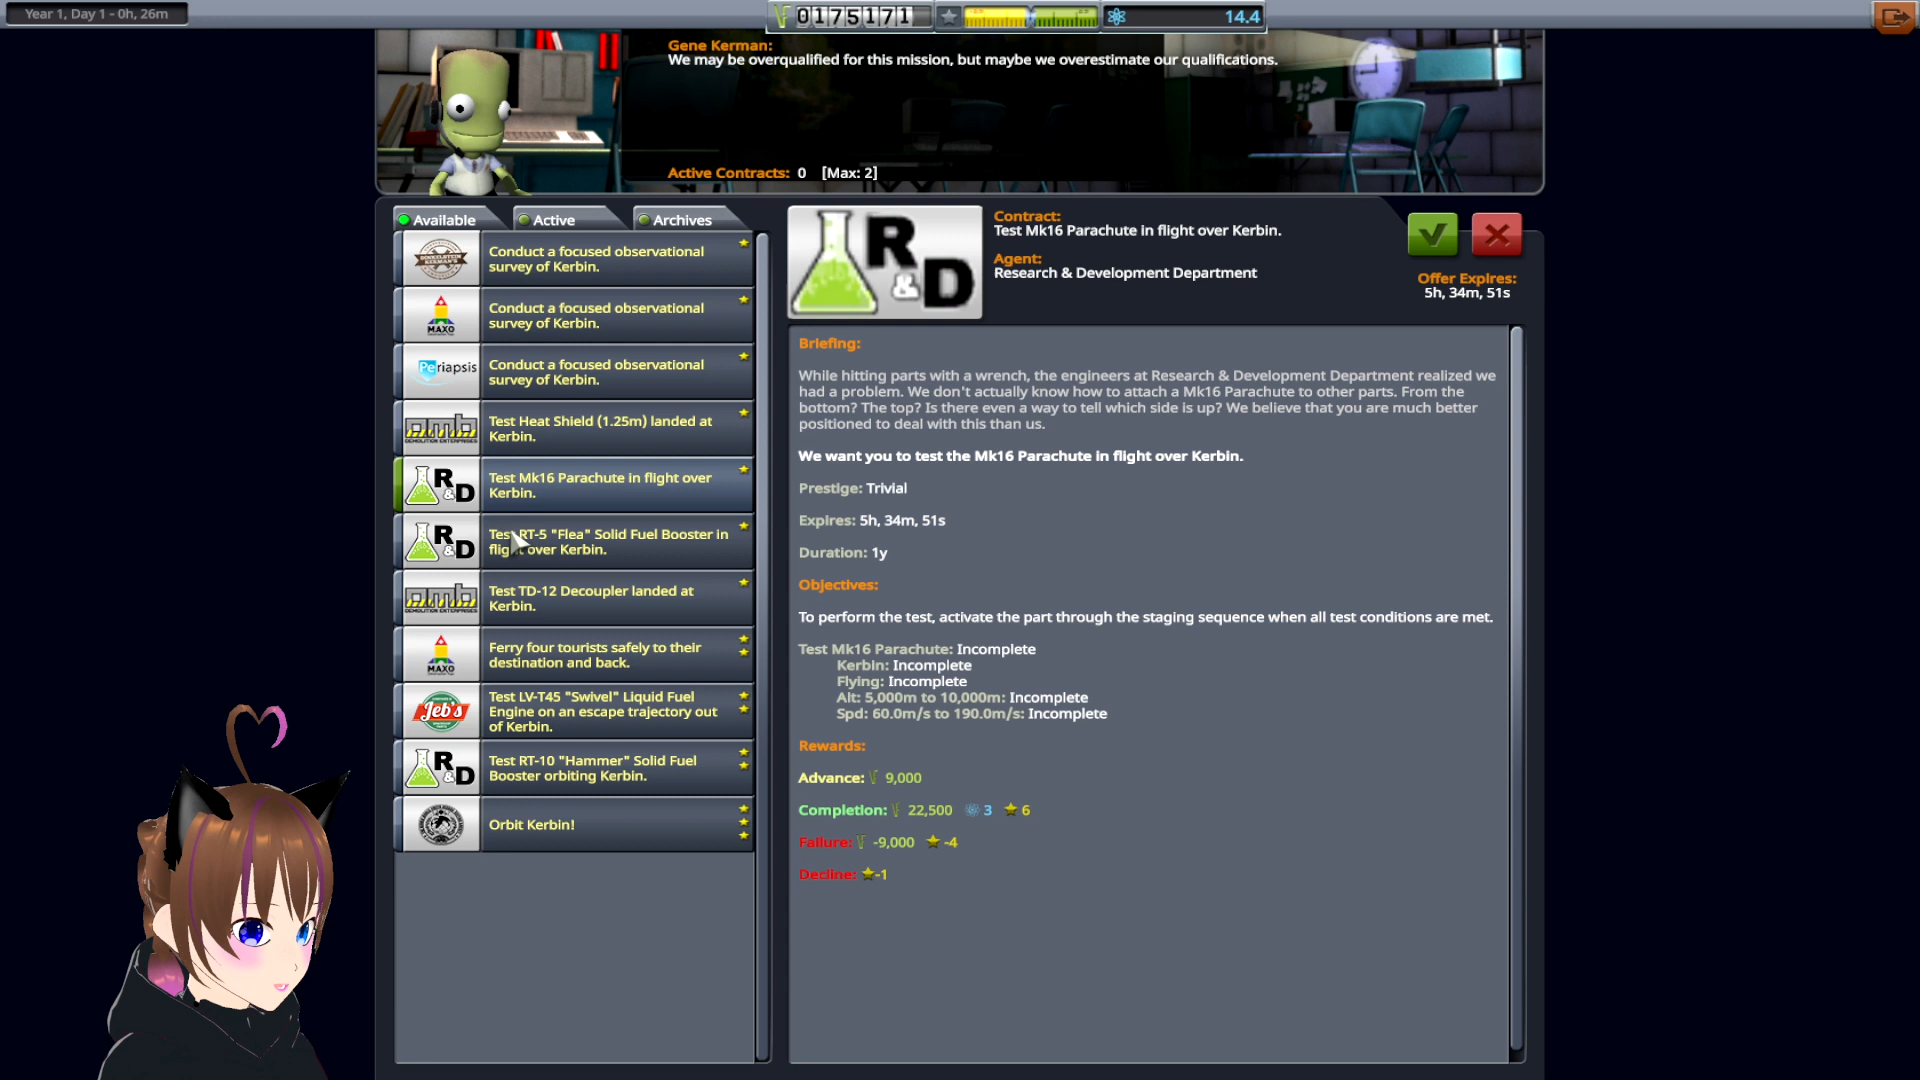 Year 1, Day 1 - 0h, 26m
0175171
14.4
Gene Kerman:
We may be overqualified for this mission, but maybe we overestimate our qualifications.
Active Contracts: 0 [Max: 2]
Available
Active
Archives
Conduct a focused observational
survey of Kerbin.
MAXO
Conduct a focused observational
survey of Kerbin.
Periapsis
Conduct a focused observational
survey of Kerbin.
Test Heat Shield (1.25m) landed at
Kerbin.
R&D
Test Mk16 Parachute in flight over
Kerbin.
R&D
Test RT-5 "Flea" Solid Fuel Booster in
flight over Kerbin.
Test TD-12 Decoupler landed at
Kerbin.
MAXO
Ferry four tourists safely to their
destination and back.
Jeb's
Test LV-T45 "Swivel" Liquid Fuel
Engine on an escape trajectory out
of Kerbin.
R&D
Test RT-10 "Hammer" Solid Fuel
Booster orbiting Kerbin.
Orbit Kerbin!
R&D
Contract:
Test Mk16 Parachute in flight over Kerbin.
Agent:
Research & Development Department
Offer Expires:
5h, 34m, 51s
Briefing:
While hitting parts with a wrench, the engineers at Research & Development Department realized we
had a problem. We don't actually know how to attach a Mk16 Parachute to other parts. From the
bottom? The top? Is there even a way to tell which side is up? We believe that you are much better
positioned to deal with this than us.
We want you to test the Mk16 Parachute in flight over Kerbin.
Prestige: Trivial
Expires: 5h, 34m, 51s
Duration: 1y
Objectives:
To perform the test, activate the part through the staging sequence when all test conditions are met.
Test Mk16 Parachute: Incomplete
Kerbin: Incomplete
Flying: Incomplete
Alt: 5,000m to 10,000m: Incomplete
Spd: 60.0m/s to 190.0m/s: Incomplete
Rewards:
Advance: 9,000
Completion: 22,500 3 6
Failure: -9,000 -4
Decline: -1